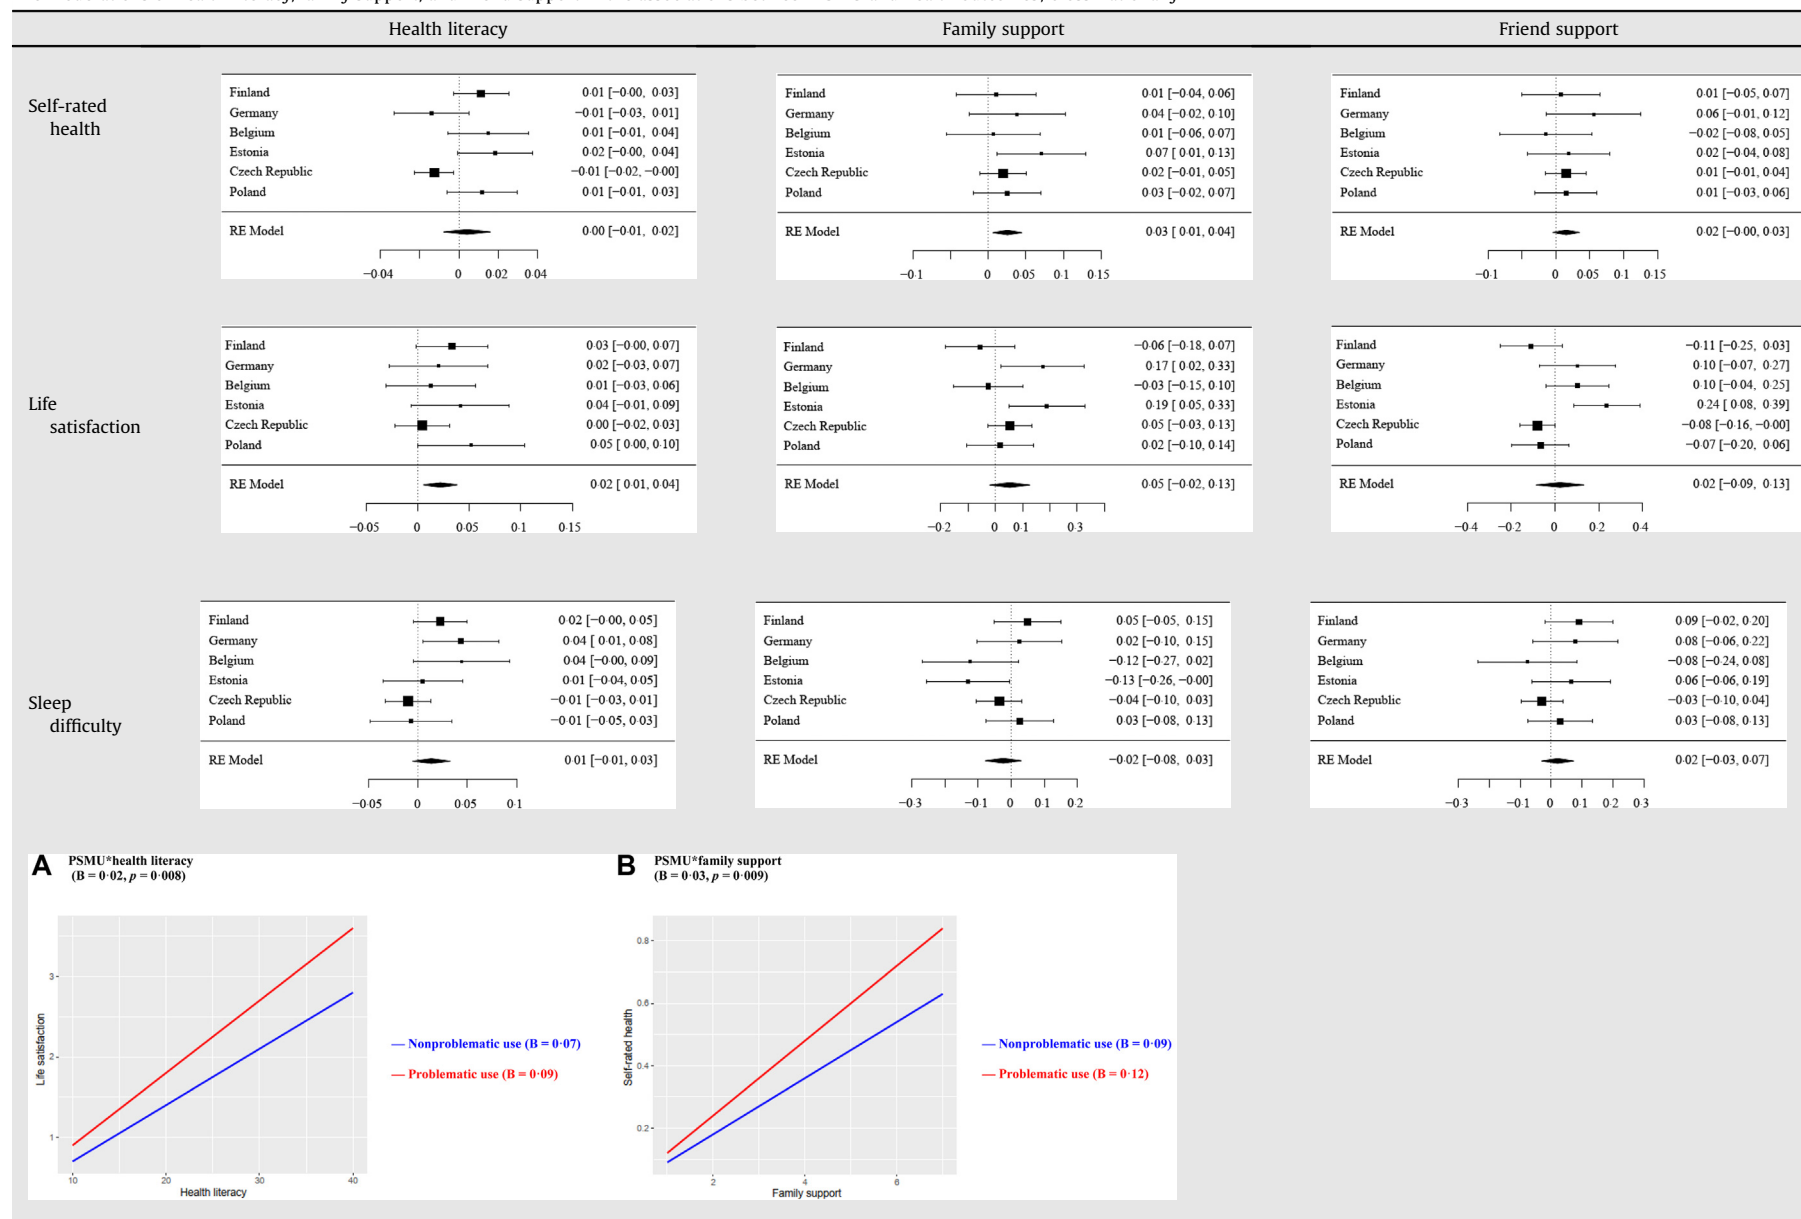 Health literacy Family support Friend support
Self-rated
health
Finland 0·01 [−0·00, 0·03]
Germany −0·01 [−0·03, 0·01]
Belgium 0·01 [−0·01, 0·04]
Estonia 0·02 [−0·00, 0·04]
Czech Republic −0·01 [−0·02, −0·00]
Poland 0·01 [−0·01, 0·03]
RE Model 0·00 [−0·01, 0·02]
−0·04 0 0·02 0·04
Finland 0·01 [−0·04, 0·06]
Germany 0·04 [−0·02, 0·10]
Belgium 0·01 [−0·06, 0·07]
Estonia 0·07 [ 0·01, 0·13]
Czech Republic 0·02 [−0·01, 0·05]
Poland 0·03 [−0·02, 0·07]
RE Model 0·03 [ 0·01, 0·04]
−0·1 0 0·05 0·1 0·15
Finland 0·01 [−0·05, 0·07]
Germany 0·06 [−0·01, 0·12]
Belgium −0·02 [−0·08, 0·05]
Estonia 0·02 [−0·04, 0·08]
Czech Republic 0·01 [−0·01, 0·04]
Poland 0·01 [−0·03, 0·06]
RE Model 0·02 [−0·00, 0·03]
−0·1 0 0·05 0·1 0·15
Life
satisfaction
Finland 0·03 [−0·00, 0·07]
Germany 0·02 [−0·03, 0·07]
Belgium 0·01 [−0·03, 0·06]
Estonia 0·04 [−0·01, 0·09]
Czech Republic 0·00 [−0·02, 0·03]
Poland 0·05 [ 0·00, 0·10]
RE Model 0·02 [ 0·01, 0·04]
−0·05 0 0·05 0·1 0·15
Finland −0·06 [−0·18, 0·07]
Germany 0·17 [ 0·02, 0·33]
Belgium −0·03 [−0·15, 0·10]
Estonia 0·19 [ 0·05, 0·33]
Czech Republic 0·05 [−0·03, 0·13]
Poland 0·02 [−0·10, 0·14]
RE Model 0·05 [−0·02, 0·13]
−0·2 0 0·1 0·3
Finland −0·11 [−0·25, 0·03]
Germany 0·10 [−0·07, 0·27]
Belgium 0·10 [−0·04, 0·25]
Estonia 0·24 [ 0·08, 0·39]
Czech Republic −0·08 [−0·16, −0·00]
Poland −0·07 [−0·20, 0·06]
RE Model 0·02 [−0·09, 0·13]
−0·4 −0·2 0 0·2 0·4
Sleep
difficulty
Finland 0·02 [−0·00, 0·05]
Germany 0·04 [ 0·01, 0·08]
Belgium 0·04 [−0·00, 0·09]
Estonia 0·01 [−0·04, 0·05]
Czech Republic −0·01 [−0·03, 0·01]
Poland −0·01 [−0·05, 0·03]
RE Model 0·01 [−0·01, 0·03]
−0·05 0 0·05 0·1
Finland 0·05 [−0·05, 0·15]
Germany 0·02 [−0·10, 0·15]
Belgium −0·12 [−0·27, 0·02]
Estonia −0·13 [−0·26, −0·00]
Czech Republic −0·04 [−0·10, 0·03]
Poland 0·03 [−0·08, 0·13]
RE Model −0·02 [−0·08, 0·03]
−0·3 −0·1 0 0·1 0·2
Finland 0·09 [−0·02, 0·20]
Germany 0·08 [−0·06, 0·22]
Belgium −0·08 [−0·24, 0·08]
Estonia 0·06 [−0·06, 0·19]
Czech Republic −0·03 [−0·10, 0·04]
Poland 0·03 [−0·08, 0·13]
RE Model 0·02 [−0·03, 0·07]
−0·3 −0·1 0 0·1 0·2 0·3
A PSMU*health literacy
(B = 0·02, p = 0·008)
3
2
1
Life satisfaction
10 20 30 40
Health literacy
Nonproblematic use (B = 0·07)
Problematic use (B = 0·09)
B PSMU*family support
(B = 0·03, p = 0·009)
0.8
0.6
0.4
0.2
Self-rated health
2 4 6
Family support
Nonproblematic use (B = 0·09)
Problematic use (B = 0·12)